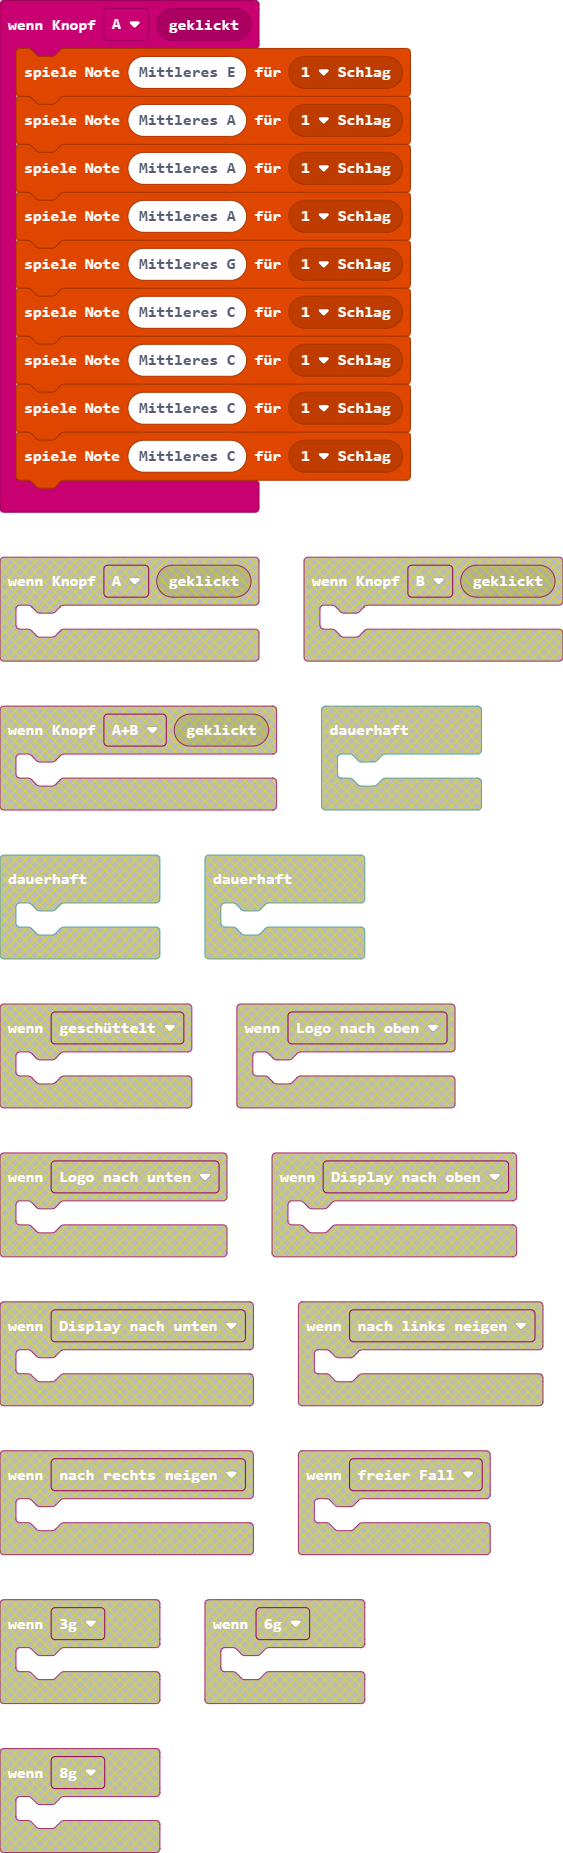 wenn Knopf A geklickt
spiele Note Mittleres E für 1 Schlag
spiele Note Mittleres A für 1 Schlag
spiele Note Mittleres A für 1 Schlag
spiele Note Mittleres A für 1 Schlag
spiele Note Mittleres G für 1 Schlag
spiele Note Mittleres C für 1 Schlag
spiele Note Mittleres C für 1 Schlag
spiele Note Mittleres C für 1 Schlag
spiele Note Mittleres C für 1 Schlag
wenn Knopf A geklickt
wenn Knopf B geklickt
wenn Knopf A+B geklickt
dauerhaft
dauerhaft
dauerhaft
wenn geschüttelt
wenn Logo nach oben
wenn Logo nach unten
wenn Display nach oben
wenn Display nach unten
wenn nach links neigen
wenn nach rechts neigen
wenn freier Fall
wenn 3g
wenn 6g
wenn 8g